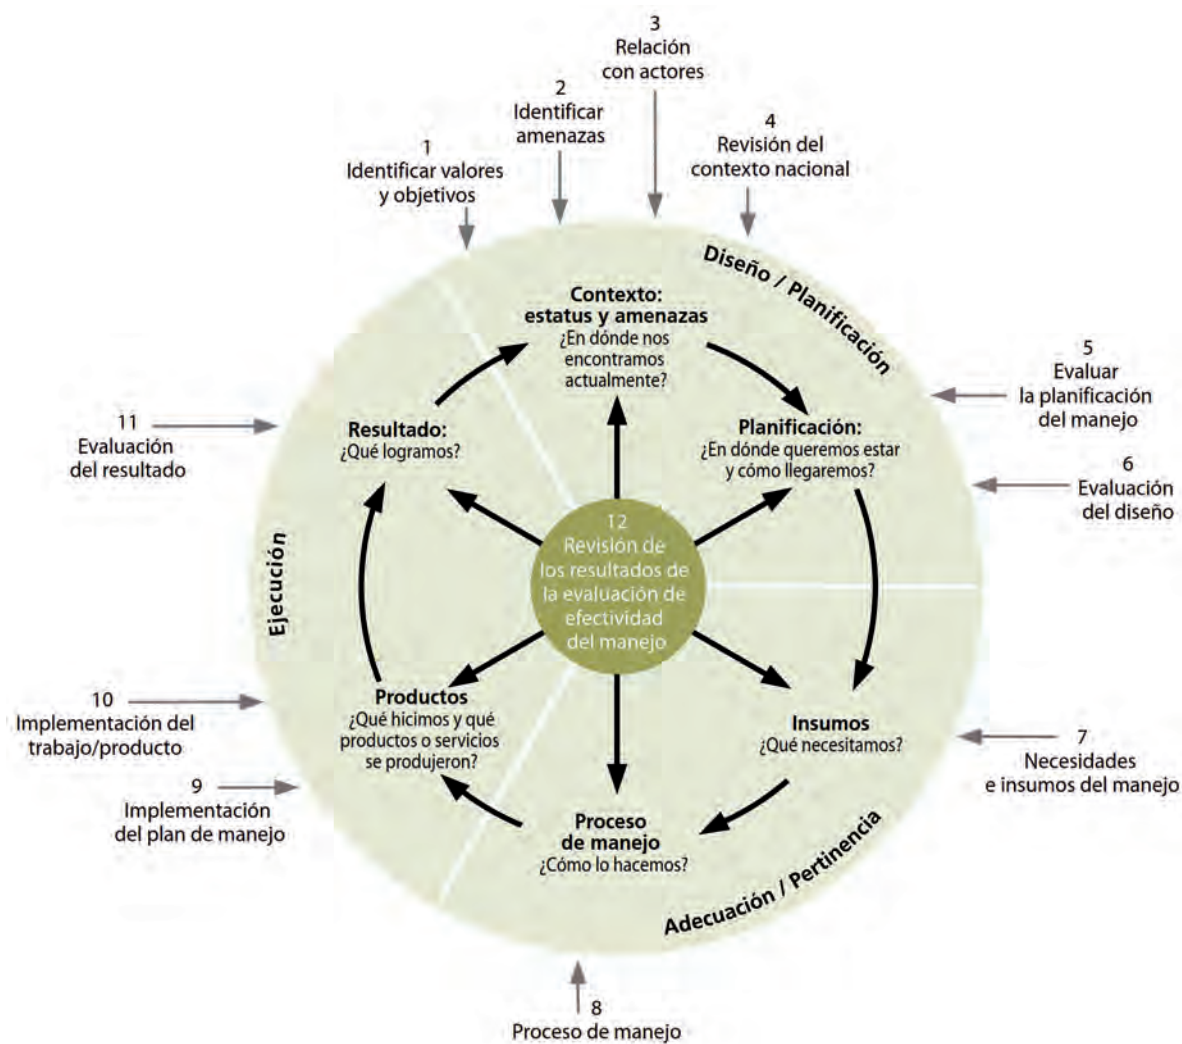 3
Relación
con actores
2
Identificar
amenazas
4
Revisión del
contexto nacional
1
Identificar valores
y objetivos
Diseño / Planificación
Contexto:
estatus y amenazas
¿En dónde nos
encontramos
actualmente?
5
Evaluar
la planificación
del manejo
11
Evaluación
del resultado
Resultado:
¿Qué logramos?
Planificación:
¿En dónde queremos estar
y cómo llegaremos?
6
Evaluación
del diseño
12
Revisión de
los resultados de
la evaluación de
efectividad
del manejo
Ejecución
10
Implementación del
trabajo/producto
Productos
¿Qué hicimos y qué
productos o servicios
se produjeron?
Insumos
¿Qué necesitamos?
7
Necesidades
e insumos del manejo
9
Implementación
del plan de manejo
Proceso
de manejo
¿Cómo lo hacemos?
Adecuación / Pertinencia
8
Proceso de manejo